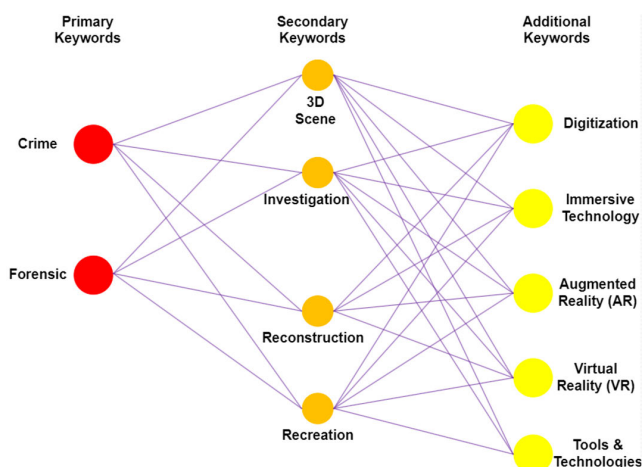 Primary
Keywords
Secondary
Keywords
Additional
Keywords
3D
Scene
Crime
Digitization
Investigation
Immersive
Technology
Forensic
Augmented
Reality (AR)
Reconstruction
Virtual
Reality (VR)
Recreation
Tools &
Technologies